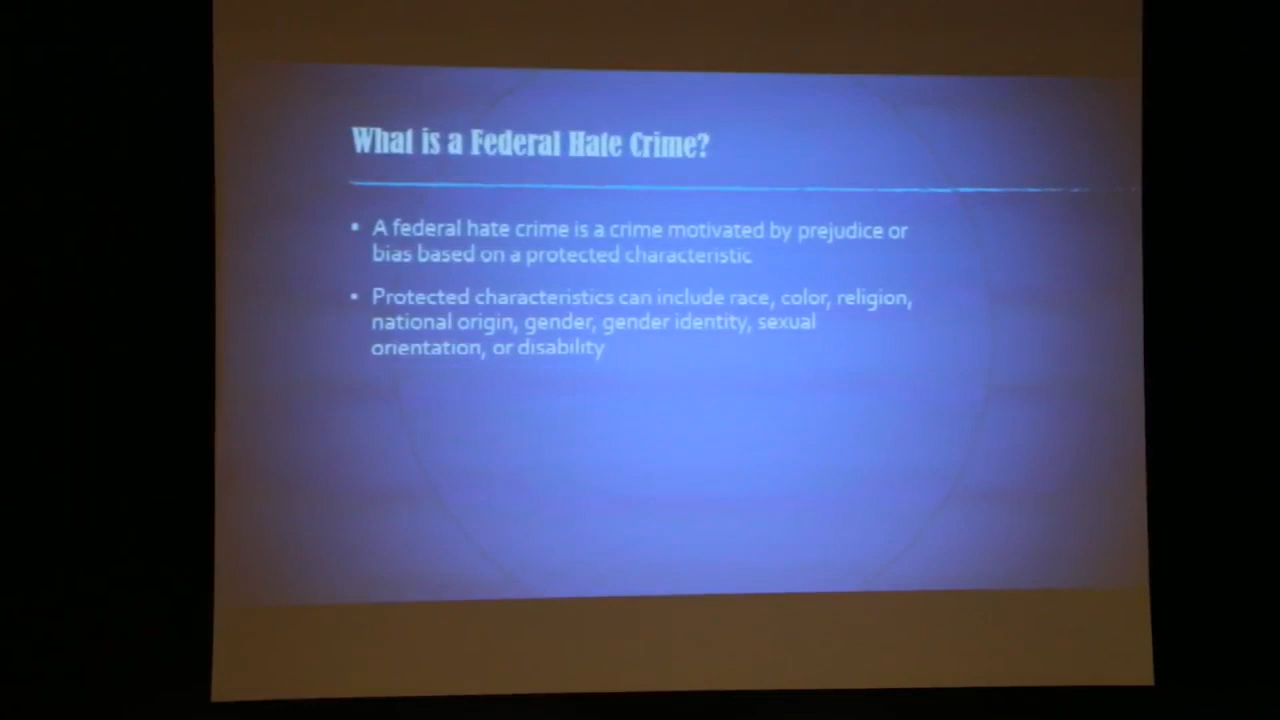 What is a Federal Hate Crime?
• A federal hate crime is a crime motivated by prejudice or
bias based on a protected characteristic
• Protected characteristics can include race, color, religion,
national origin, gender, gender identity, sexual
orientation, or disability